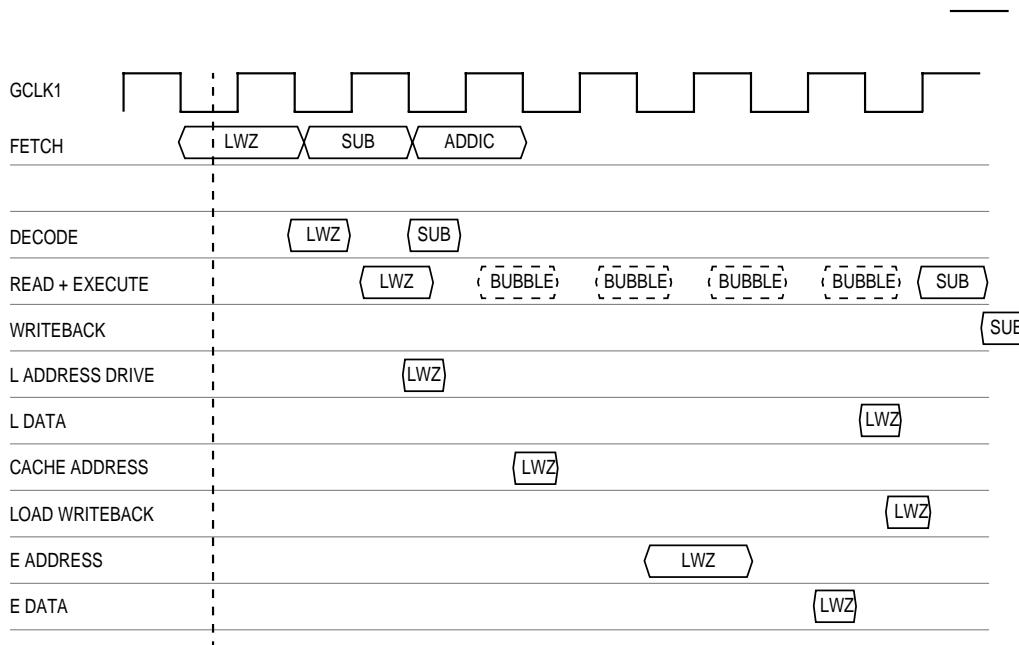 GCLK1
FETCH LWZ SUB ADDIC
DECODE LWZ SUB
READ + EXECUTE LWZ BUBBLE BUBBLE BUBBLE BUBBLE SUB
WRITEBACK SUB
L ADDRESS DRIVE LWZ
L DATA LWZ
CACHE ADDRESS LWZ
LOAD WRITEBACK LWZ
E ADDRESS LWZ
E DATA LWZ